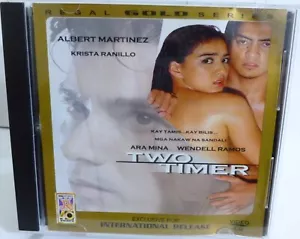 REGAL GOLD SERIES
ALBERT MARTINEZ
KRISTA RANILLO
KAY TAMIS...KAY BILIS...
MGA NAKAW NA SANDALI
ARA MINA WENDELL RAMOS
TWO
TIMER
EXCLUSIVE FOR
INTERNATIONAL RELEASE